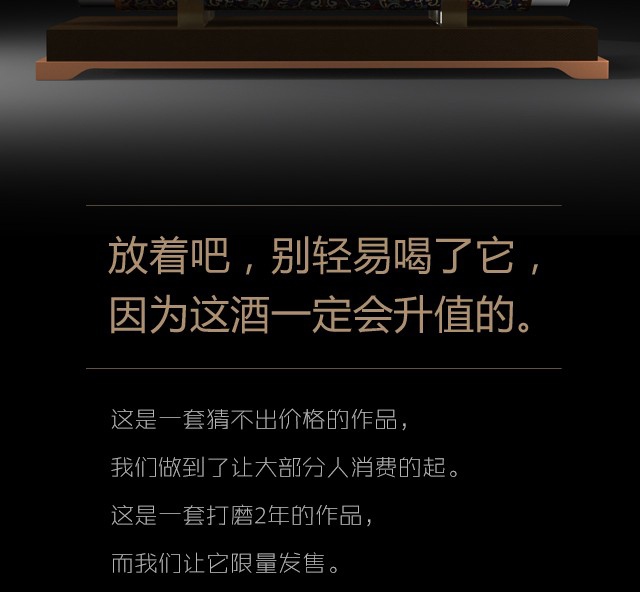 放着吧，别轻易喝了它，
因为这酒一定会升值的。
这是一套猜不出价格的作品，
我们做到了让大部分人消费的起。
这是一套打磨2年的作品，
而我们让它限量发售。